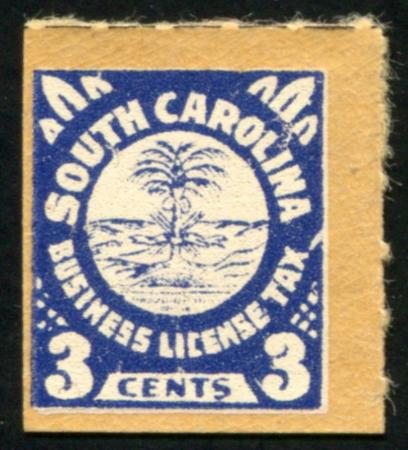 SOUTH CAROLINA
BUSINESS LICENSE TAX
3 CENTS 3